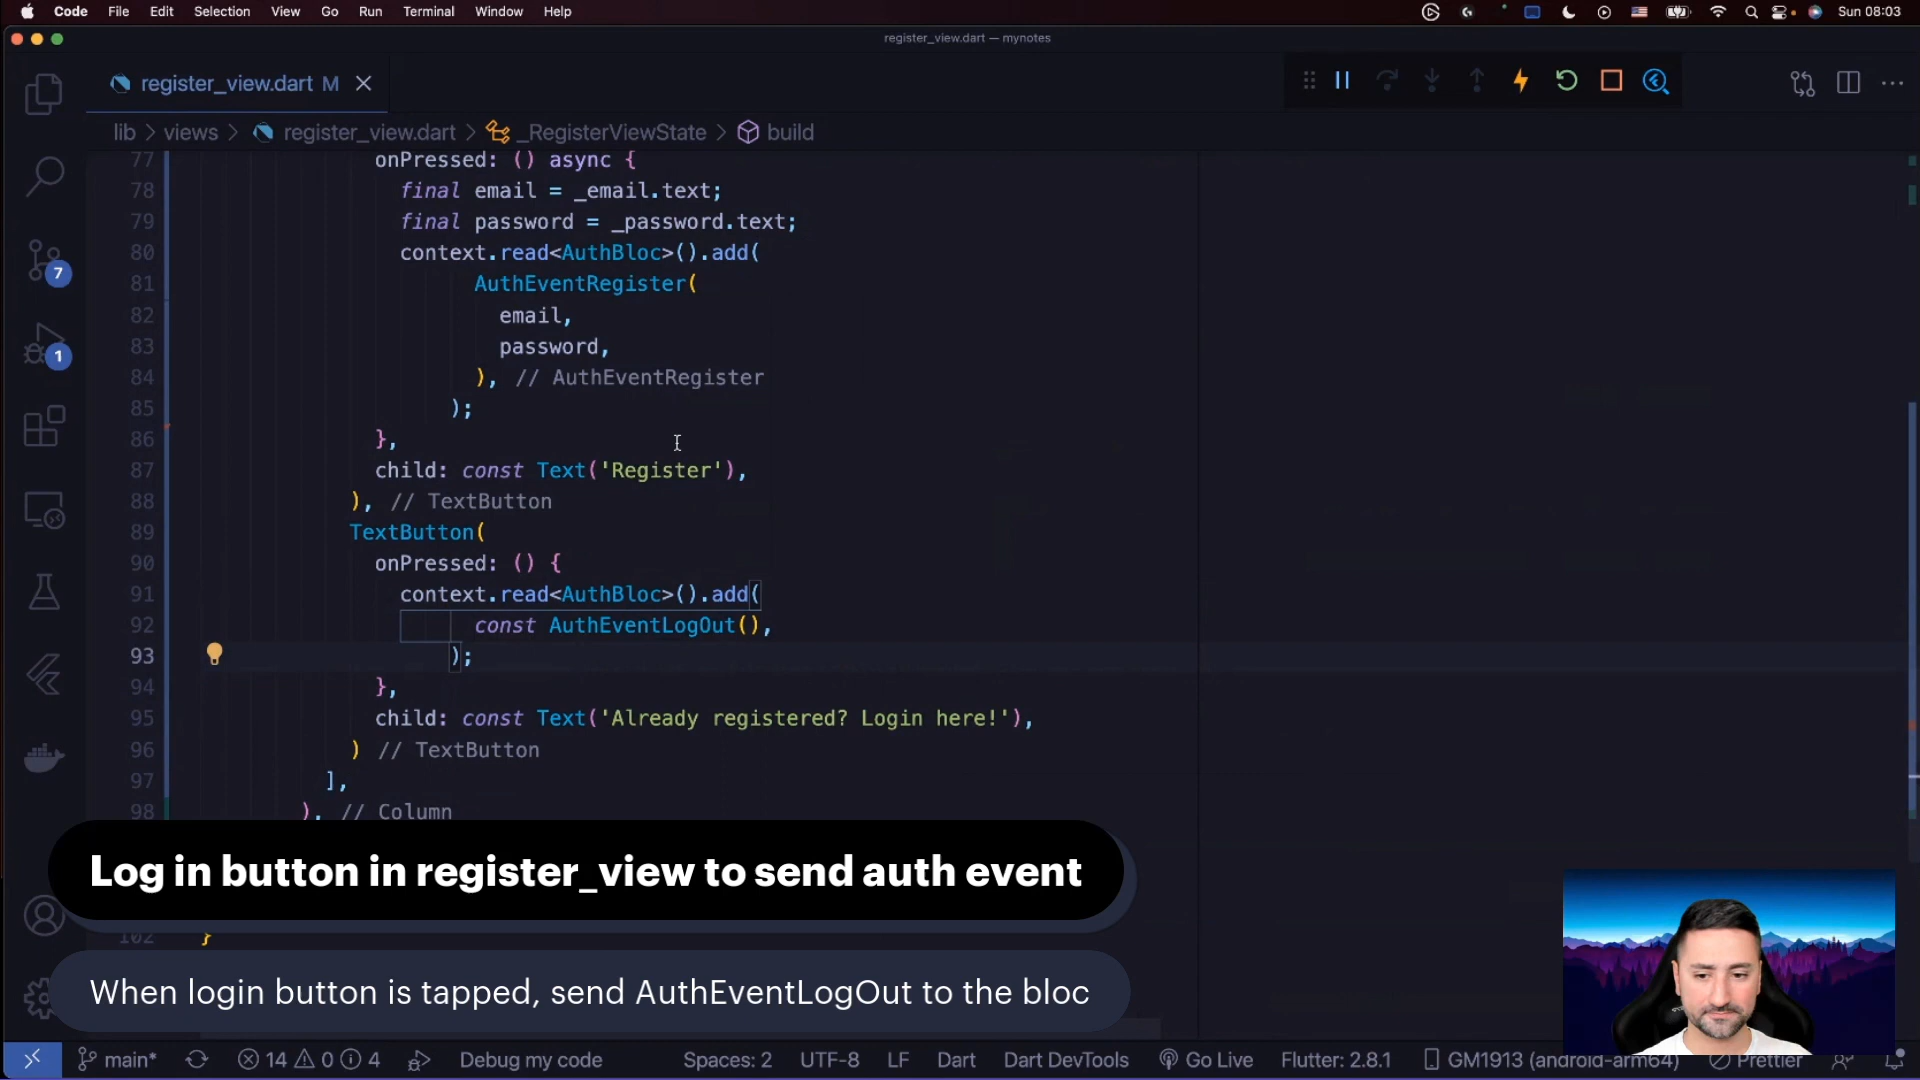 Code File Edit Selection View Go Run Terminal Window Help Sun 08:03
register_view.dart — mynotes
register_view.dart M
lib > views > register_view.dart > _RegisterViewState > build
77 onPressed: () async {
78 final email = _email.text;
79 final password = _password.text;
80 context.read<AuthBloc>().add(
81 AuthEventRegister(
82 email,
83 password,
84 ), // AuthEventRegister
85 );
86 },
87 child: const Text('Register'),
88 ), // TextButton
89 TextButton(
90 onPressed: () {
91 context.read<AuthBloc>().add(
92 const AuthEventLogOut(),
93 );
94 },
95 child: const Text('Already registered? Login here!'),
96 ) // TextButton
97 ],
98 ), // Column
Log in button in register_view to send auth event
102 }
When login button is tapped, send AuthEventLogOut to the bloc
7
1
main* 14 0 4 Debug my code Spaces: 2 UTF-8 LF Dart Dart DevTools Go Live Flutter: 2.8.1 GM1913 (android-arm64) Prettier